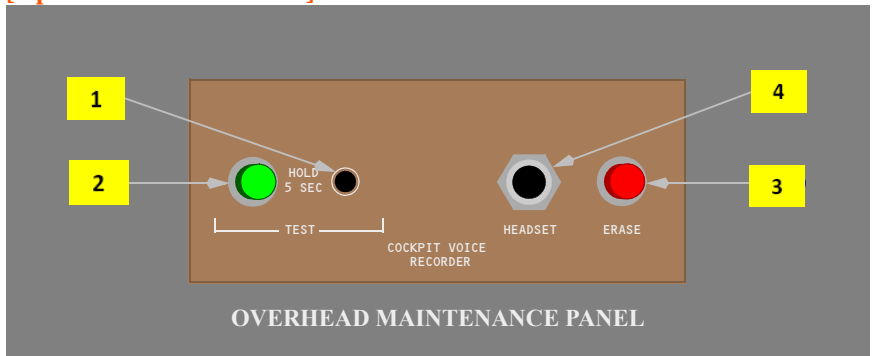 1
4
2
HOLD
5 SEC
3
TEST
HEADSET
ERASE
COCKPIT VOICE
RECORDER
OVERHEAD MAINTENANCE PANEL